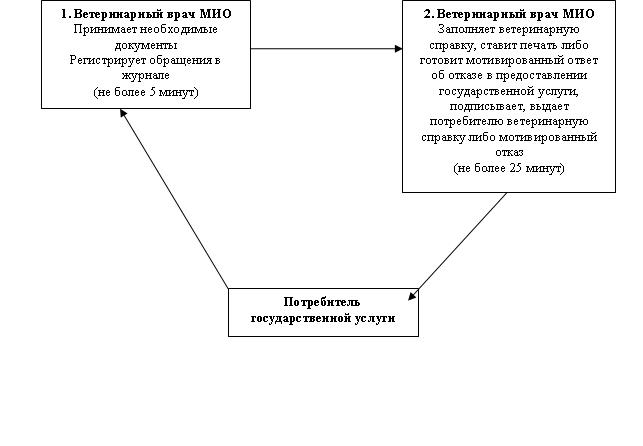 1. Ветеринарный врач МИО
Принимает необходимые
документы
Регистрирует обращения в
журнале
(не более 5 минут)
2. Ветеринарный врач МИО
Заполняет ветеринарную
справку, ставит печать либо
готовит мотивированный ответ
об отказе в предоставлении
государственной услуги,
подписывает, выдает
потребителю ветеринарную
справку либо мотивированный
отказ
(не более 25 минут)
Потребитель
государственной услуги